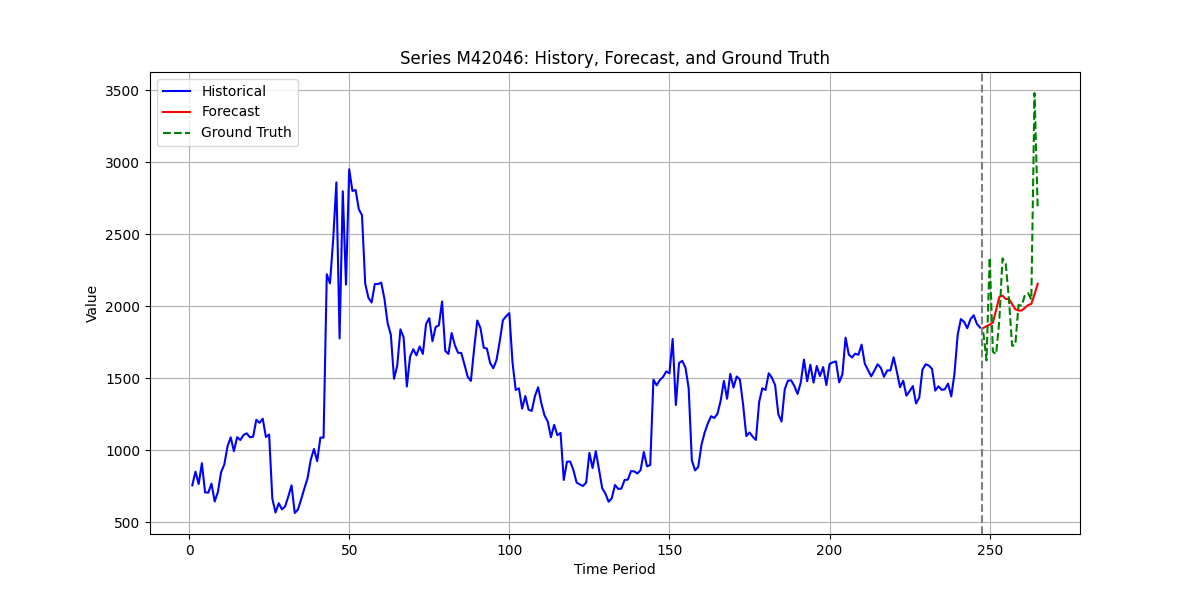 Series M42046: History, Forecast, and Ground Truth
Historical
Forecast
Ground Truth
3500
3000
2500
2000
1500
1000
500
Value
0 50 100 150 200 250
Time Period